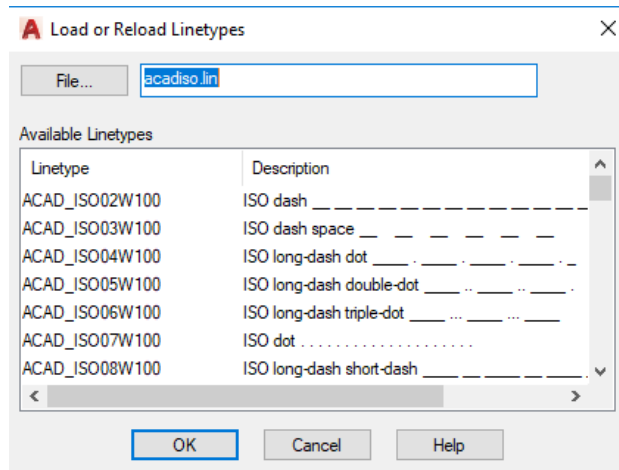 Load or Reload Linetypes
File... acadiso.lin
Available Linetypes
Linetype Description
ACAD_ISO02W100 ISO dash __ __ __ __ __ __ __ __ __ __ __ __ __
ACAD_ISO03W100 ISO dash space __ __ __ __ __ __
ACAD_ISO04W100 ISO long-dash dot ____ . ____ . ____ . ____ . _
ACAD_ISO05W100 ISO long-dash double-dot ____ .. ____ .. ____ .
ACAD_ISO06W100 ISO long-dash triple-dot ____ ... ____ ... ____
ACAD_ISO07W100 ISO dot . . . . . . . . . . . . . . . . . . . .
ACAD_ISO08W100 ISO long-dash short-dash ____ __ ____ __ ____ .
OK Cancel Help